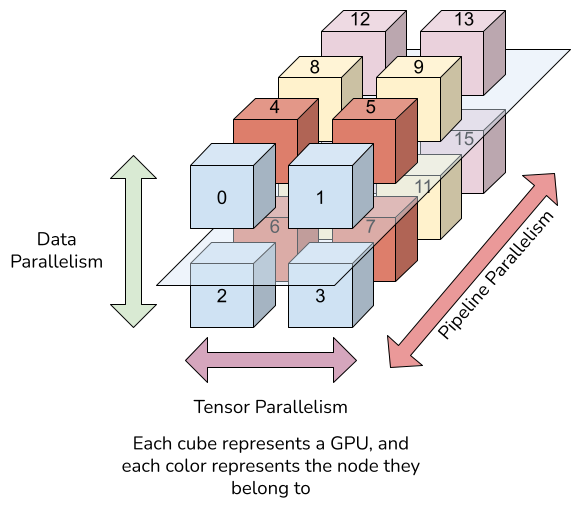 12
13
8
9
4
5
15
0
1
11
6
7
Data
Parallelism
2
3
Pipeline Parallelism
Tensor Parallelism
Each cube represents a GPU, and
each color represents the node they
belong to